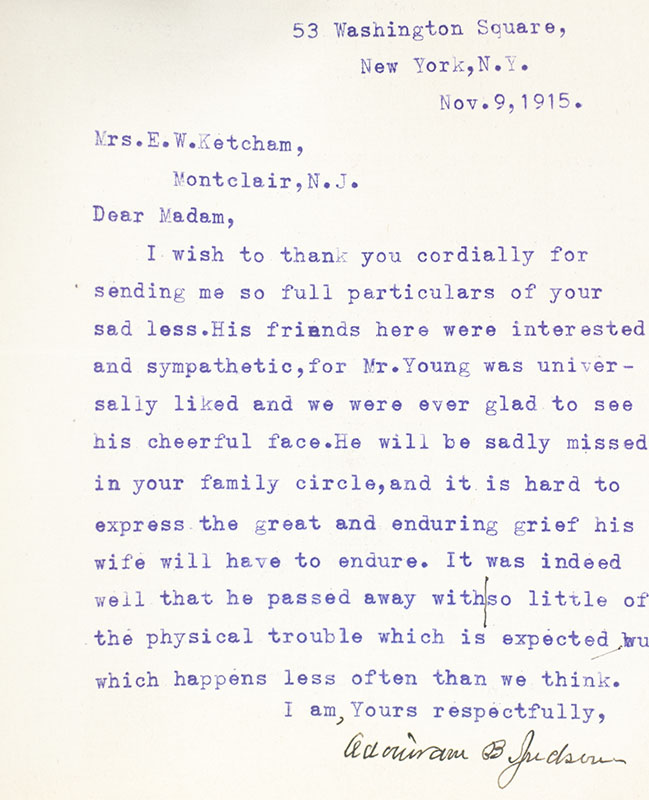 53 Washington Square,
New York,N.Y.
Nov.9,1915.
Mrs.E.W.Ketcham,
Montclair,N.J.
Dear Madam,
I wish to thank you cordially for
sending me so full particulars of your
sad less.His friends here were interested
and sympathetic,for Mr.Young was univer-
sally liked and we were ever glad to see
his cheerful face.He will be sadly missed
in your family circle,and it is hard to
express the great and enduring grief his
wife will have to endure. It was indeed
well that he passed away with|so little of
the physical trouble which is expected,wu
which happens less often than we think.
I am, Yours respectfully,
Adoniram B Judson